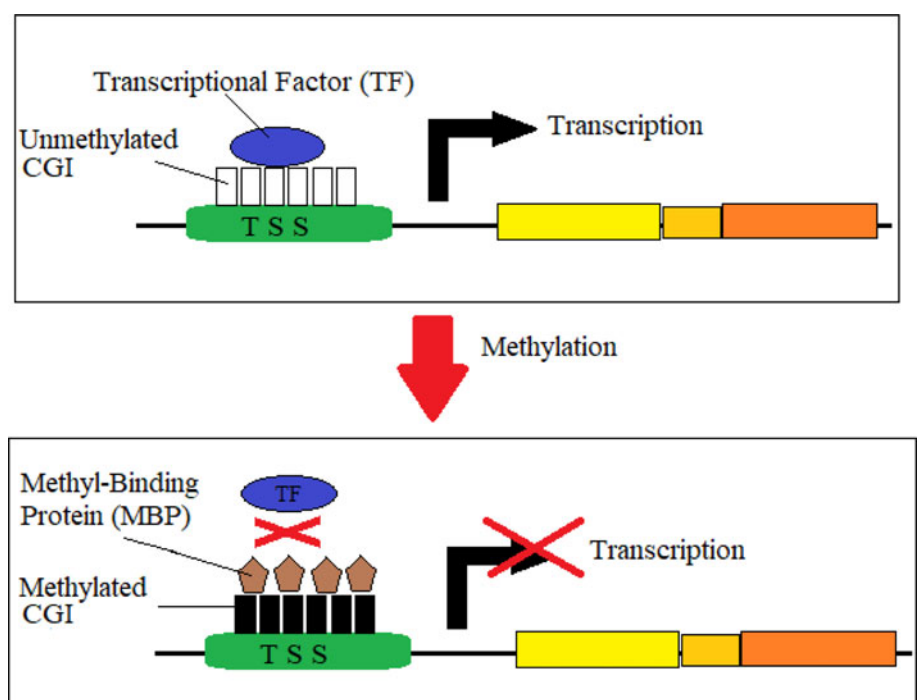 Transcriptional Factor (TF)
Unmethylated
CGI
Transcription
T S S
Methylation
Methyl-Binding
Protein (MBP)
TF
Methylated
CGI
Transcription
T S S